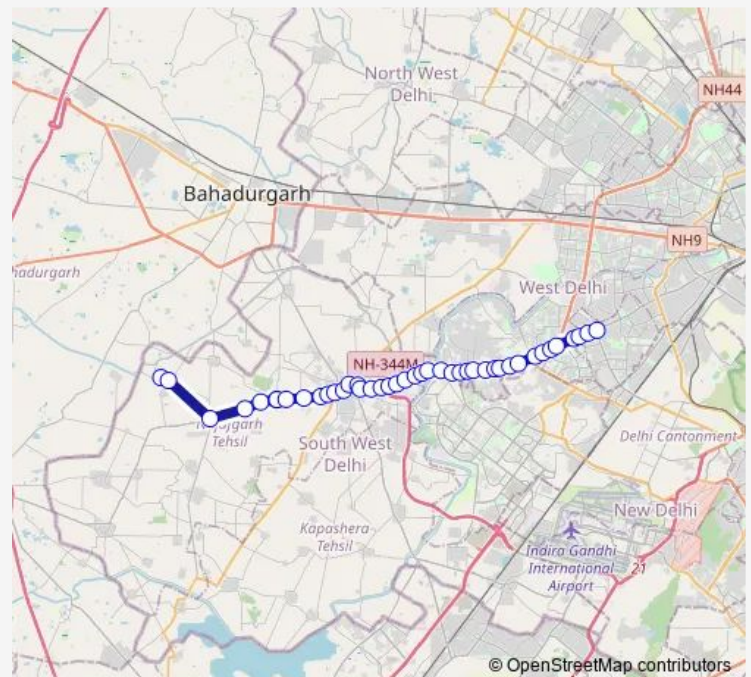 North West
Delhi
NH44
Bahadurgarh
NH9
hadurgarh
West Delhi
NH-344M
Tehsil
South West
Delhi
Delhi Cantonment
New Delhi
Kapashera
Tehsil
Indira Gandhi
International
Airport
21
© OpenStreetMap contributors